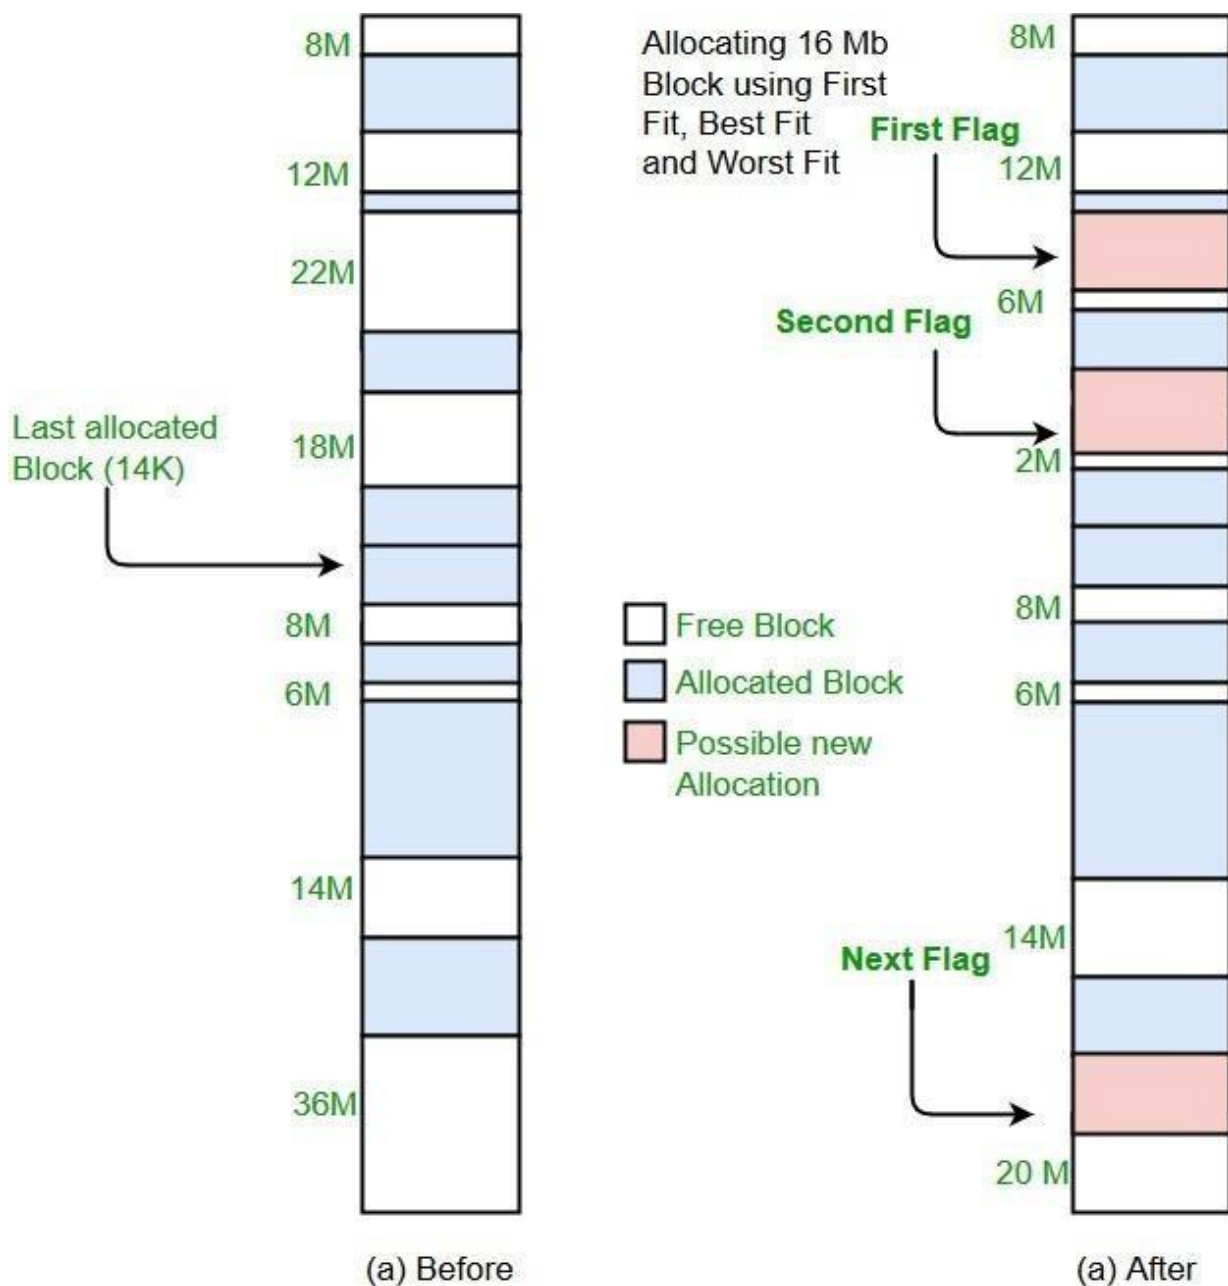 8M
12M
22M
Last allocated
Block (14K)
18M
8M
6M
14M
36M
(a) Before
Allocating 16 Mb
Block using First
Fit, Best Fit
and Worst Fit
First Flag
Second Flag
Free Block
Allocated Block
Possible new
Allocation
Next Flag
8M
12M
6M
2M
8M
6M
14M
20 M
(a) After